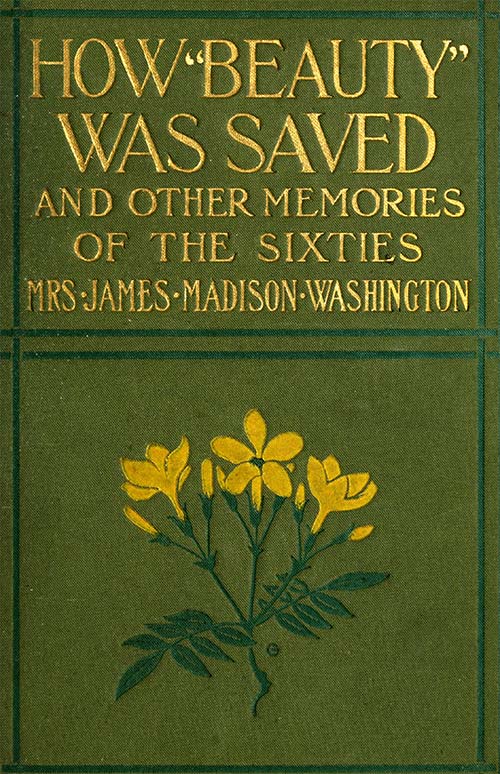 HOW "BEAUTY"
WAS SAVED
AND OTHER MEMORIES
OF THE SIXTIES
MRS·JAMES·MADISON·WASHINGTON